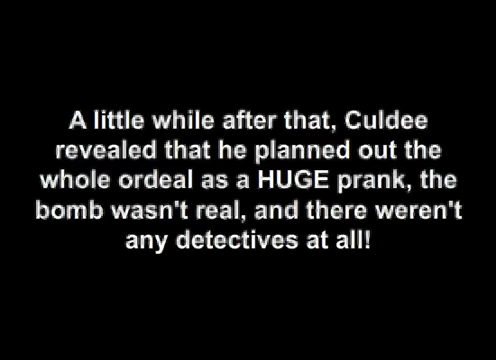 A little while after that, Culdee
revealed that he planned out the
whole ordeal as a HUGE prank, the
bomb wasn't real, and there weren't
any detectives at all!